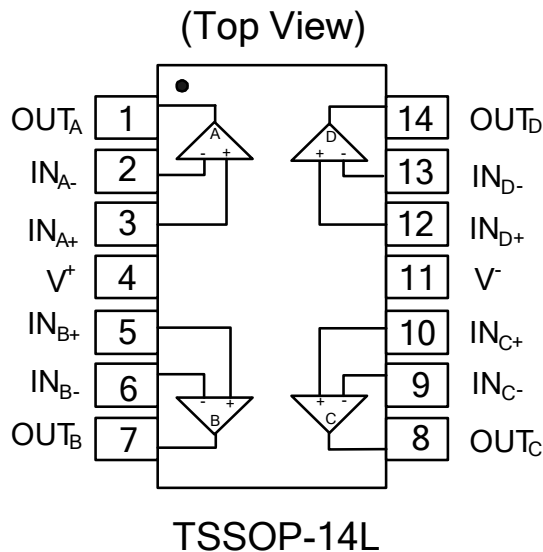 (Top View)
OUTA 1 A D 14 OUTD
INA- 2 - + + - 13 IND-
INA+ 3 12 IND+
V+ 4 11 V-
INB+ 5 10 INC+
INB- 6 - + + - 9 INC-
OUTB 7 B C 8 OUTC
TSSOP-14L